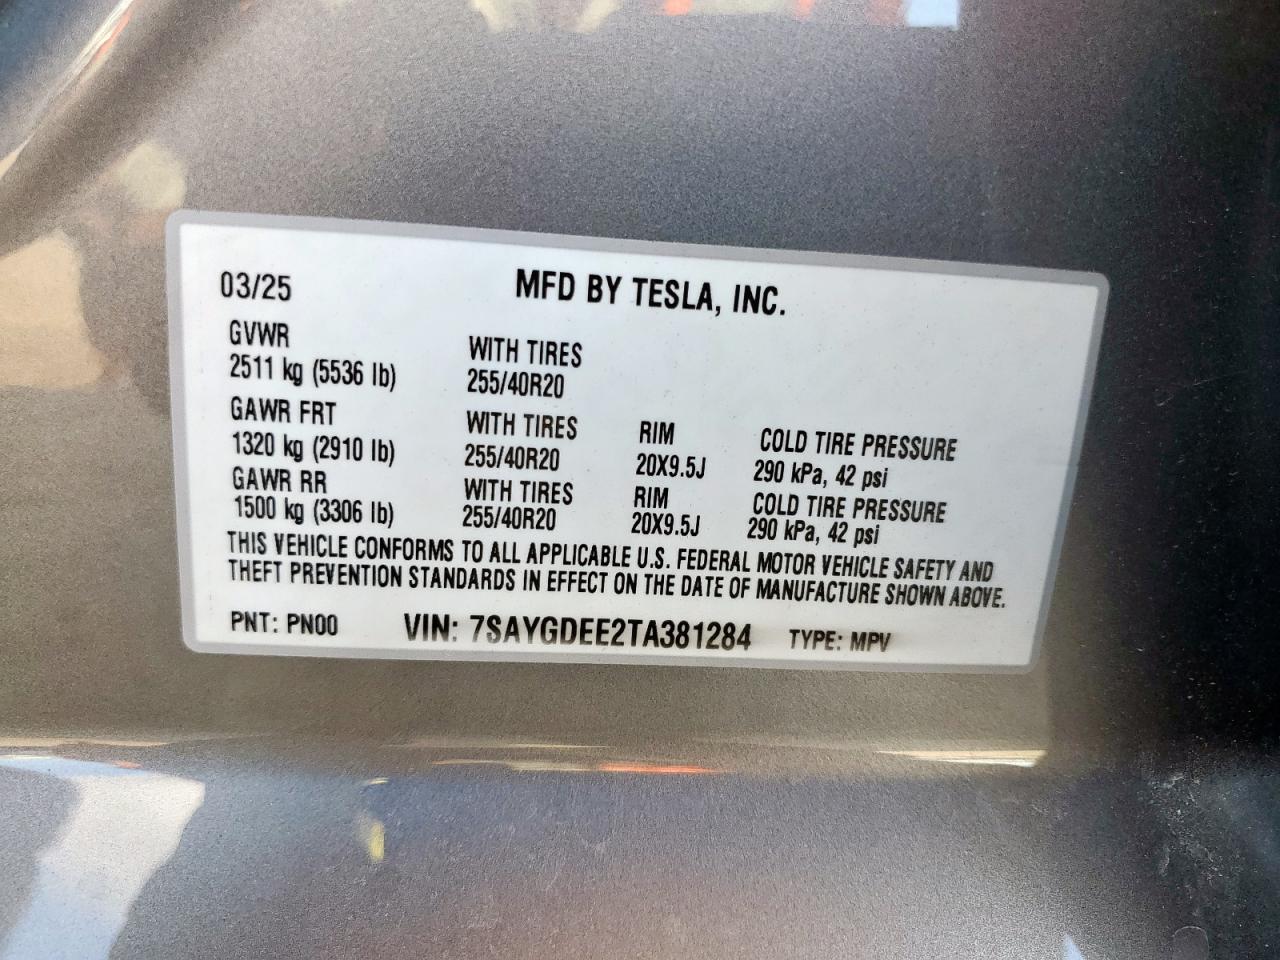 03/25 MFD BY TESLA, INC.
GVWR WITH TIRES
2511 kg (5536 lb) 255/40R20
GAWR FRT WITH TIRES RIM COLD TIRE PRESSURE
1320 kg (2910 lb) 255/40R20 20X9.5J 290 kPa, 42 psi
GAWR RR WITH TIRES RIM COLD TIRE PRESSURE
1500 kg (3306 lb) 255/40R20 20X9.5J 290 kPa, 42 psi
THIS VEHICLE CONFORMS TO ALL APPLICABLE U.S. FEDERAL MOTOR VEHICLE SAFETY AND
THEFT PREVENTION STANDARDS IN EFFECT ON THE DATE OF MANUFACTURE SHOWN ABOVE.
PNT: PN00 VIN: 7SAYGDEE2TA381284 TYPE: MPV